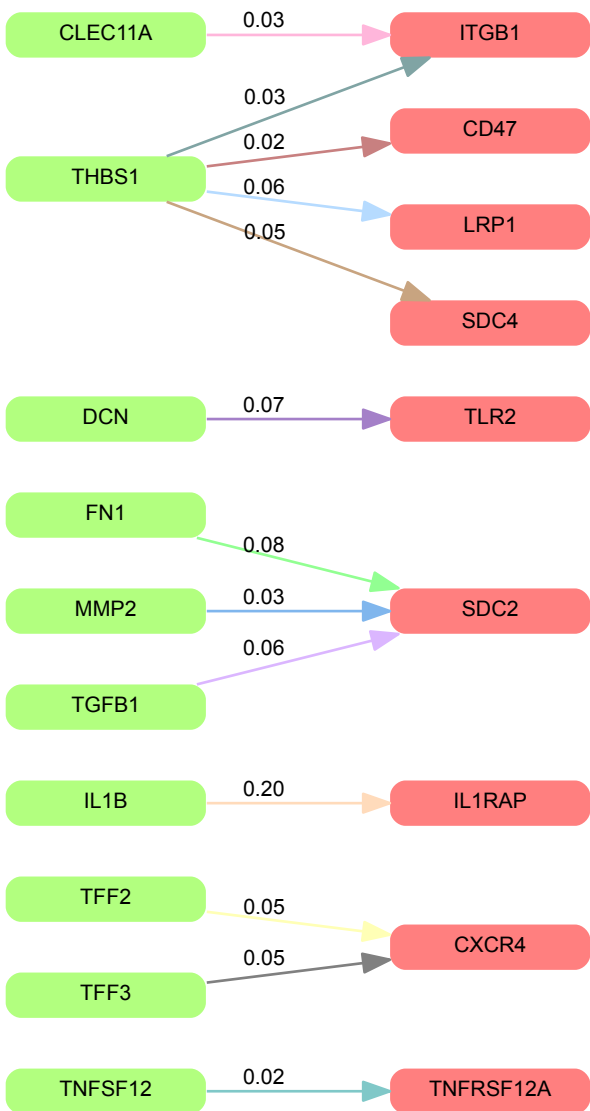 CLEC11A 0.03 ITGB1
0.03
CD47
0.02
THBS1
0.06
LRP1
0.05
SDC4
DCN 0.07 TLR2
FN1
0.08
MMP2 0.03 SDC2
0.06
TGFB1
IL1B 0.20 IL1RAP
TFF2
0.05
CXCR4
0.05
TFF3
TNFSF12 0.02 TNFRSF12A